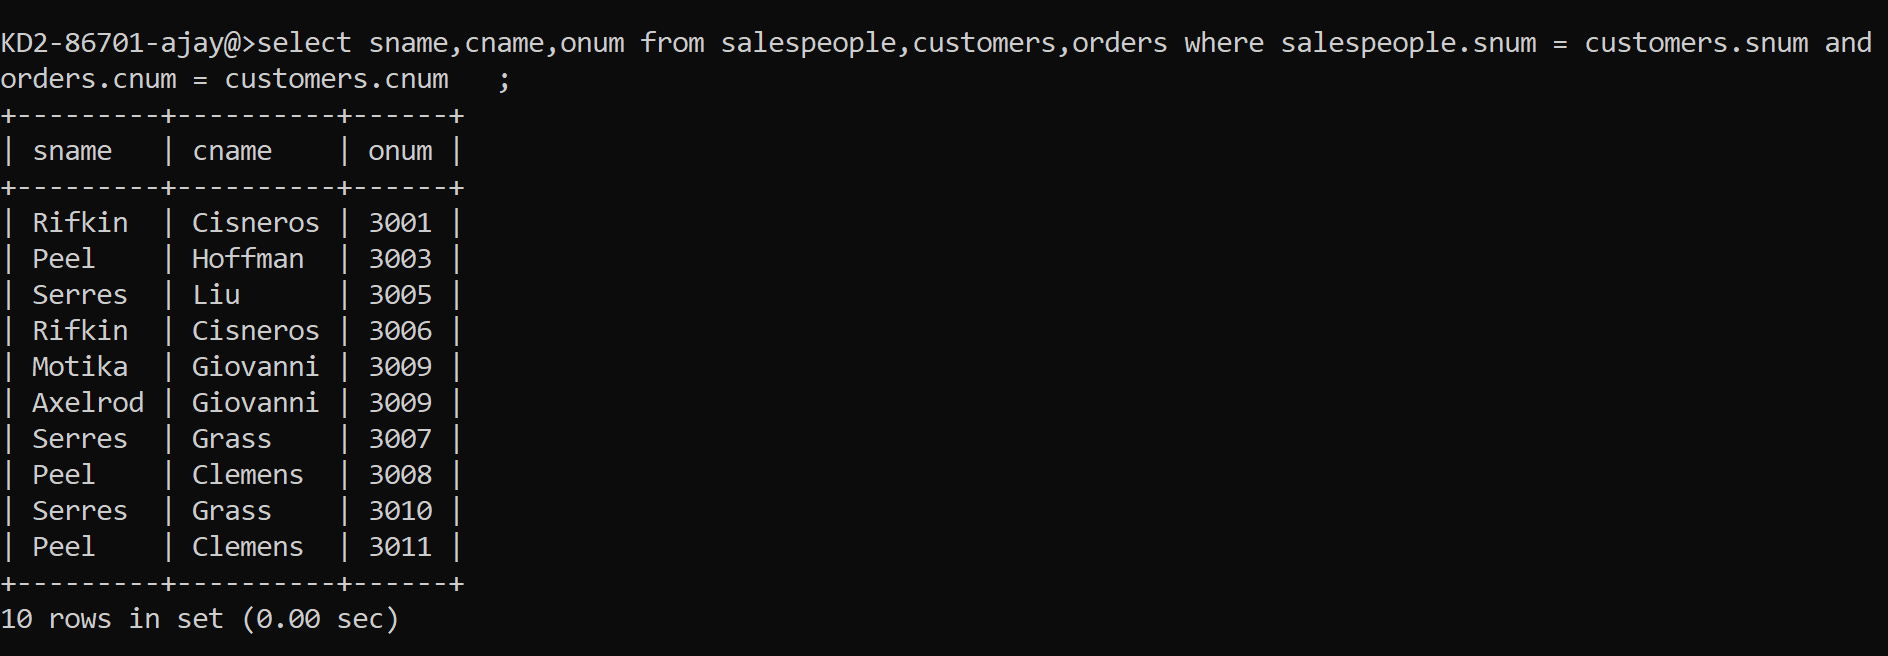 KD2-86701-ajay@>select sname,cname,onum from salespeople,customers,orders where salespeople.snum = customers.snum and
orders.cnum = customers.cnum   ;
+---------+----------+------+
| sname   | cname    | onum |
+---------+----------+------+
| Rifkin  | Cisneros | 3001 |
| Peel    | Hoffman  | 3003 |
| Serres  | Liu      | 3005 |
| Rifkin  | Cisneros | 3006 |
| Motika  | Giovanni | 3009 |
| Axelrod | Giovanni | 3009 |
| Serres  | Grass    | 3007 |
| Peel    | Clemens  | 3008 |
| Serres  | Grass    | 3010 |
| Peel    | Clemens  | 3011 |
+---------+----------+------+
10 rows in set (0.00 sec)